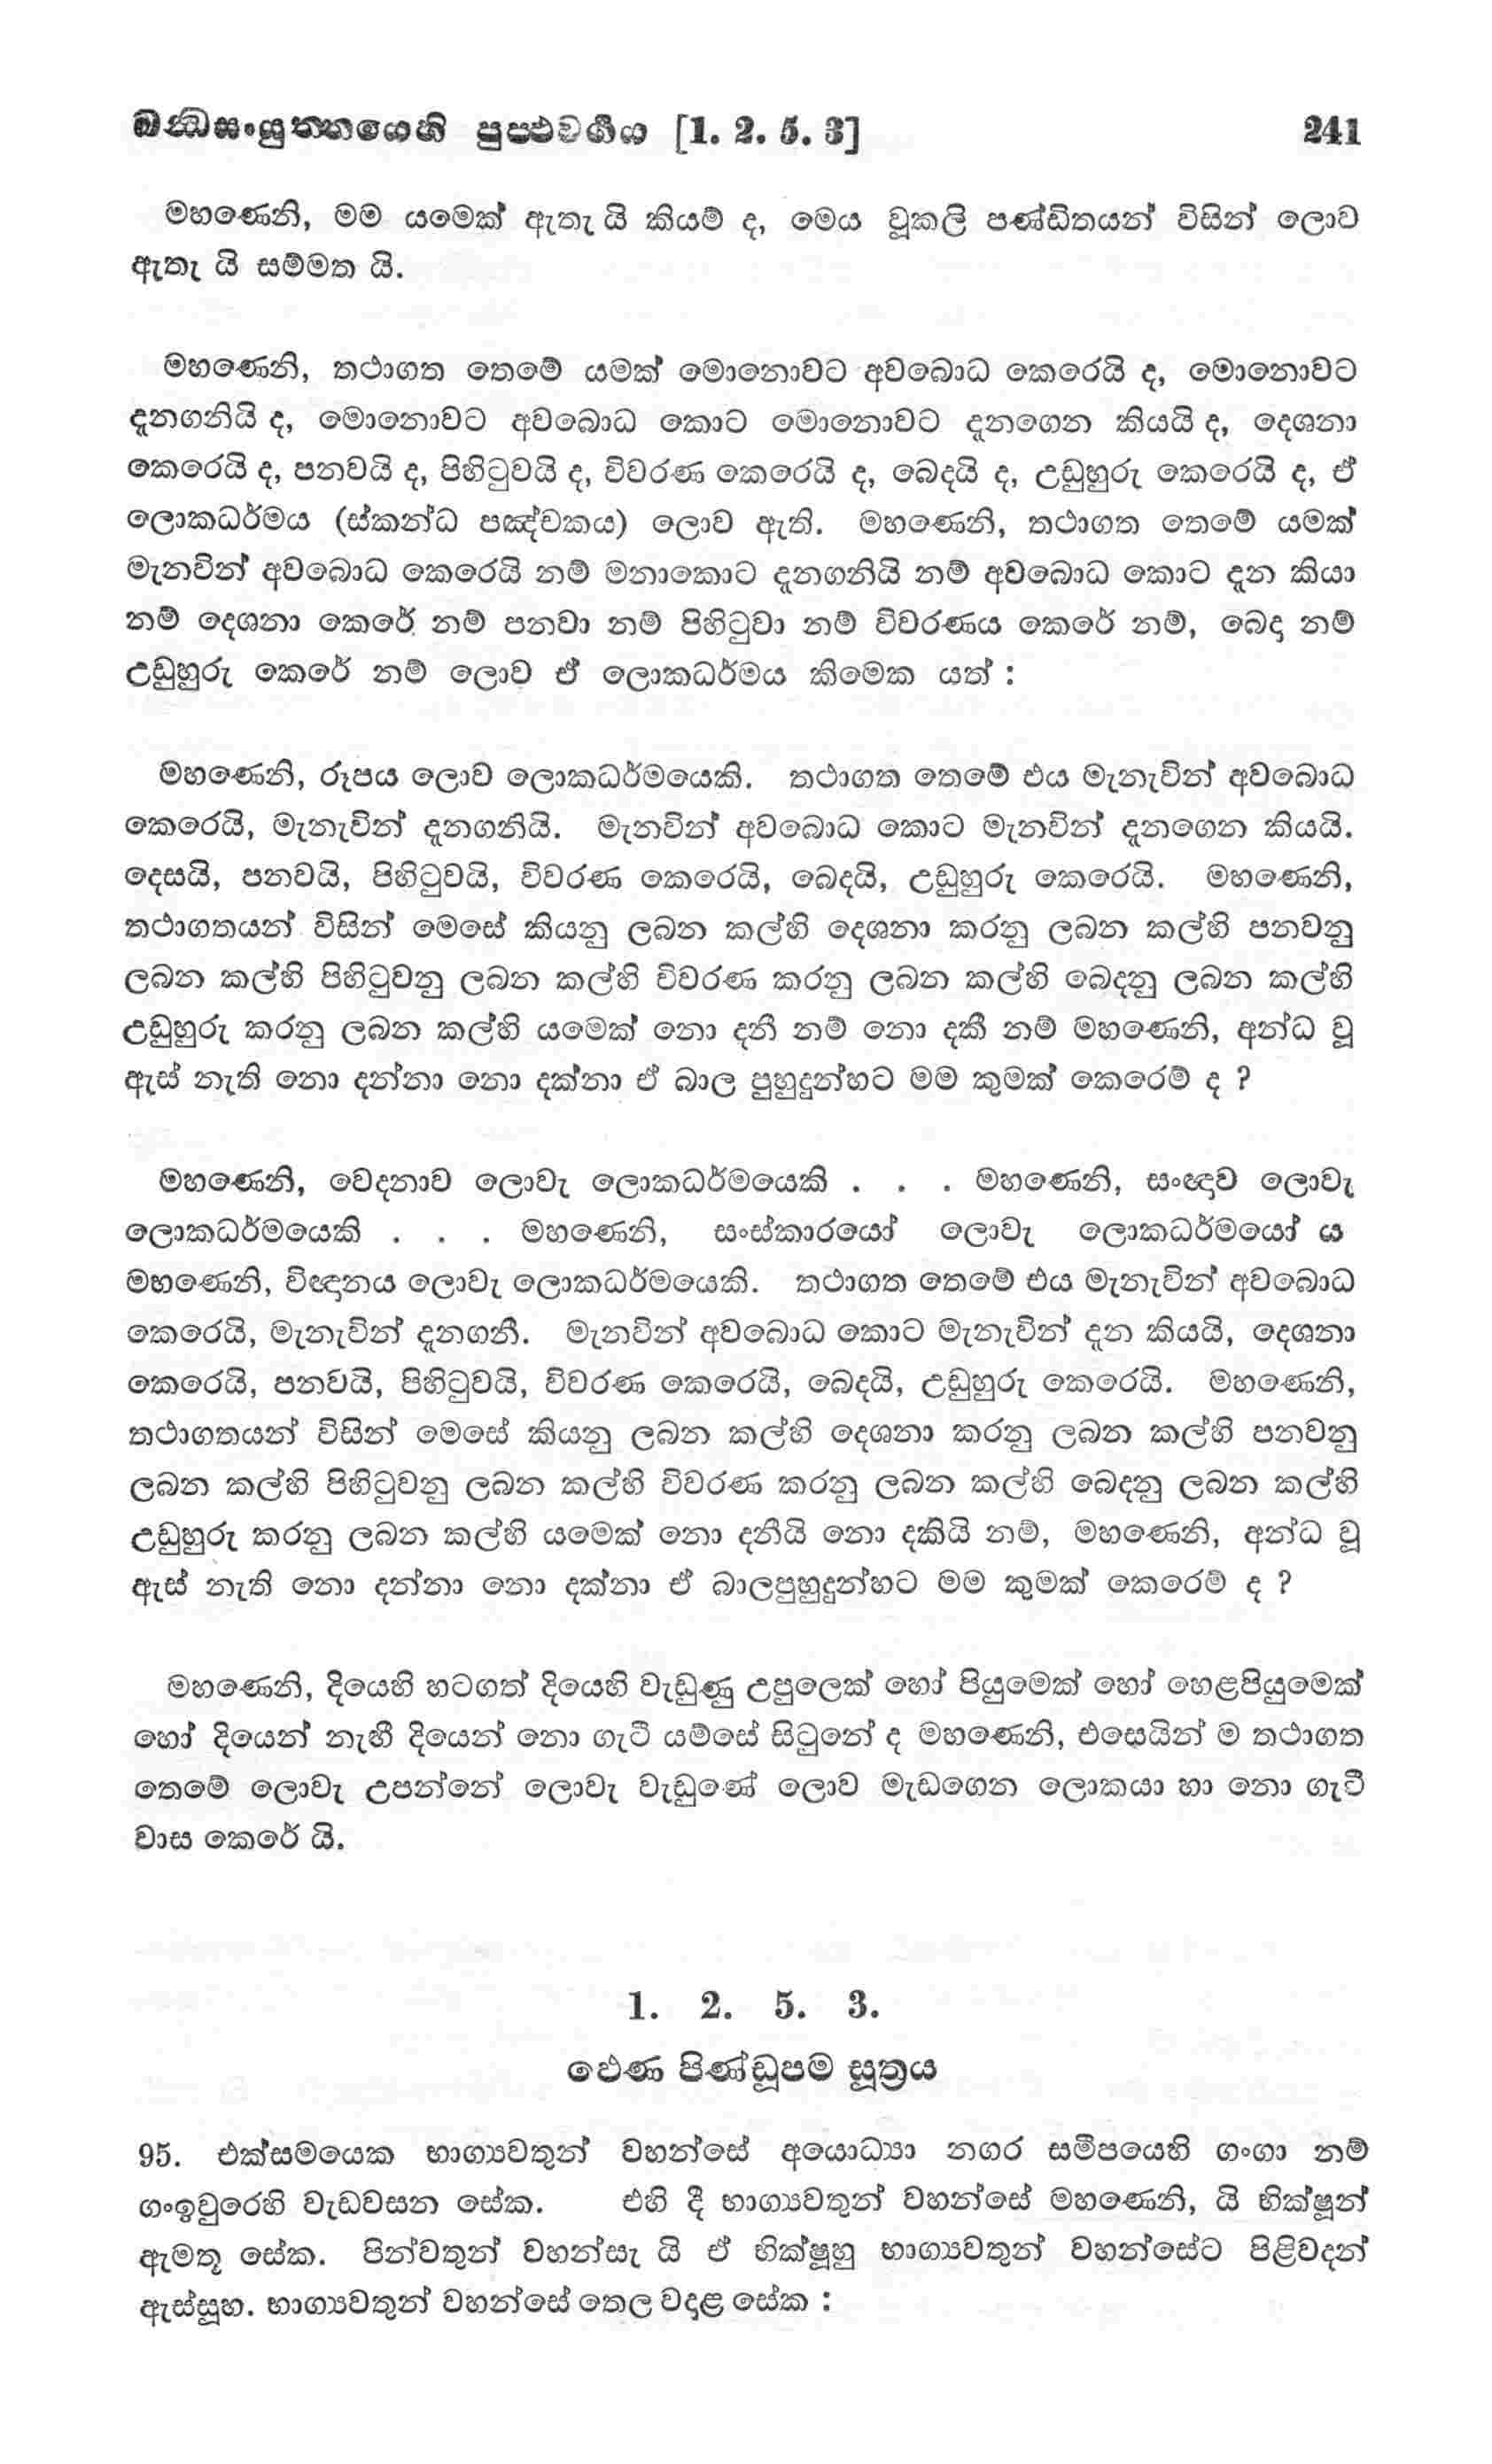 ඛන්ධසංයුත්තයෙහි පුප්ඵවග්ගය [1. 2. 5. 3] 241
මහණෙනි, මම යමෙක් ඇතැ යි කියම් ද, මෙය වූකලි පණ්ඩිතයන් විසින් ලොව
ඇතැ යි සම්මත යි.
මහණෙනි, තථාගත තෙමේ යමක් මොනොවට අවබොධ කෙරෙයි ද, මොනොවට
දැනගනියි ද, මොනොවට අවබොධ කොට මොනොවට දැනගෙන කියයි ද, දෙශනා
කෙරෙයි ද, පනවයි ද, පිහිටුවයි ද, විවරණ කෙරෙයි ද, බෙදයි ද, උඩුහුරු කෙරෙයි ද, ඒ
ලොකධර්මය (ස්කන්ධ පඤ්චකය) ලොව ඇති. මහණෙනි, තථාගත තෙමේ යමක්
මැනවින් අවබොධ කෙරෙයි නම් මනාකොට දැනගනියි නම් අවබොධ කොට දැන කියා
නම් දෙශනා කෙරේ නම් පනවා නම් පිහිටුවා නම් විවරණය කෙරේ නම්, බෙදා නම්
උඩුහුරු කෙරේ නම් ලොව ඒ ලොකධර්මය කිමෙක යත් :
මහණෙනි, රූපය ලොව ලොකධර්මයෙකි. තථාගත තෙමේ එය මැනැවින් අවබොධ
කෙරෙයි, මැනැවින් දැනගනියි. මැනවින් අවබොධ කොට මැනවින් දැනගෙන කියයි.
දෙසයි, පනවයි, පිහිටුවයි, විවරණ කෙරෙයි, බෙදයි, උඩුහුරු කෙරෙයි. මහණෙනි,
තථාගතයන් විසින් මෙසේ කියනු ලබන කල්හි දෙශනා කරනු ලබන කල්හි පනවනු
ලබන කල්හි පිහිටුවනු ලබන කල්හි විවරණ කරනු ලබන කල්හි බෙදනු ලබන කල්හි
උඩුහුරු කරනු ලබන කල්හි යමෙක් නො දනී නම් නො දකී නම් මහණෙනි, අන්ධ වූ
ඇස් නැති නො දන්නා නො දක්නා ඒ බාල පුහුදුන්හට මම කුමක් කෙරෙම් ද ?
මහණෙනි, වෙදනාව ලොවැ ලොකධර්මයෙකි . . . මහණෙනි, සංඥාව ලොවැ
ලොකධර්මයෙකි . . . මහණෙනි, සංස්කාරයෝ ලොවැ ලොකධර්මයෝ ය
මහණෙනි, විඥානය ලොවැ ලොකධර්මයෙකි. තථාගත තෙමේ එය මැනැවින් අවබොධ
කෙරෙයි, මැනැවින් දැනගනී. මැනවින් අවබොධ කොට මැනැවින් දැන කියයි, දෙශනා
කෙරෙයි, පනවයි, පිහිටුවයි, විවරණ කෙරෙයි, බෙදයි, උඩුහුරු කෙරෙයි. මහණෙනි,
තථාගතයන් විසින් මෙසේ කියනු ලබන කල්හි දෙශනා කරනු ලබන කල්හි පනවනු
ලබන කල්හි පිහිටුවනු ලබන කල්හි විවරණ කරනු ලබන කල්හි බෙදනු ලබන කල්හි
උඩුහුරු කරනු ලබන කල්හි යමෙක් නො දනියි නො දකියි නම්, මහණෙනි, අන්ධ වූ
ඇස් නැති නො දන්නා නො දක්නා ඒ බාලපුහුදුන්හට මම කුමක් කෙරෙම් ද ?
මහණෙනි, දියෙහි හටගත් දියෙහි වැඩුණු උපුලෙක් හෝ පියුමෙක් හෝ හෙළපියුමෙක්
හෝ දියෙන් නැඟී දියෙන් නො ගැටී යම්සේ සිටුනේ ද මහණෙනි, එසෙයින් ම තථාගත
තෙමේ ලොවැ උපන්නේ ලොවැ වැඩුණේ ලොව මැඩගෙන ලොකයා හා නො ගැටී
වාස කෙරේ යි.
1. 2. 5. 3.
ඵෙණ පිණ්ඩූපම සූත්‍රය
95. එක්සමයෙක භාග්‍යවතුන් වහන්සේ අයොධ්‍යා නගර සමීපයෙහි ගංගා නම්
ගංඉවුරෙහි වැඩවසන සේක. එහි දී භාග්‍යවතුන් වහන්සේ මහණෙනි, යි භික්ෂූන්
ඇමතූ සේක. පින්වතුන් වහන්සැ යි ඒ භික්ෂූහු භාග්‍යවතුන් වහන්සේට පිළිවදන්
ඇස්සූහ. භාග්‍යවතුන් වහන්සේ තෙල වදාළ සේක :